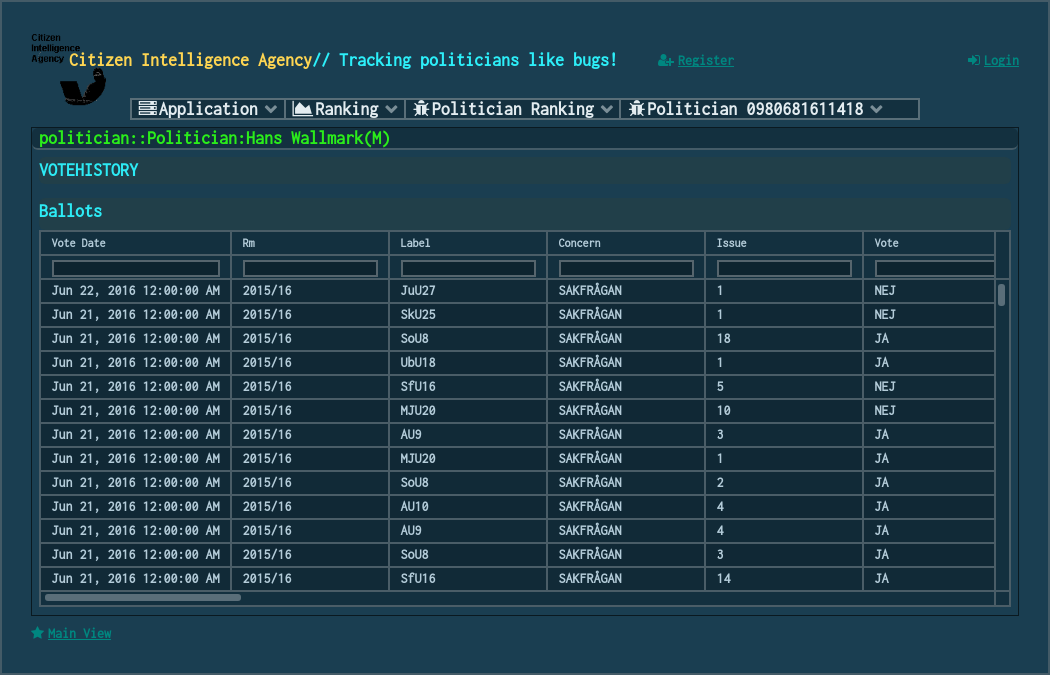 Citizen
Intelligence
Agency
Citizen Intelligence Agency// Tracking politicians like bugs!
Register
Login
Application
Ranking
Politician Ranking
Politician 0980681611418
politician::Politician:Hans Wallmark(M)
VOTEHISTORY
Ballots
Vote Date Rm Label Concern Issue Vote
Jun 22, 2016 12:00:00 AM 2015/16 JuU27 SAKFRÅGAN 1 NEJ
Jun 21, 2016 12:00:00 AM 2015/16 SkU25 SAKFRÅGAN 1 NEJ
Jun 21, 2016 12:00:00 AM 2015/16 SoU8 SAKFRÅGAN 18 JA
Jun 21, 2016 12:00:00 AM 2015/16 UbU18 SAKFRÅGAN 1 JA
Jun 21, 2016 12:00:00 AM 2015/16 SfU16 SAKFRÅGAN 5 NEJ
Jun 21, 2016 12:00:00 AM 2015/16 MJU20 SAKFRÅGAN 10 NEJ
Jun 21, 2016 12:00:00 AM 2015/16 AU9 SAKFRÅGAN 3 JA
Jun 21, 2016 12:00:00 AM 2015/16 MJU20 SAKFRÅGAN 1 JA
Jun 21, 2016 12:00:00 AM 2015/16 SoU8 SAKFRÅGAN 2 JA
Jun 21, 2016 12:00:00 AM 2015/16 AU10 SAKFRÅGAN 4 JA
Jun 21, 2016 12:00:00 AM 2015/16 AU9 SAKFRÅGAN 4 JA
Jun 21, 2016 12:00:00 AM 2015/16 SoU8 SAKFRÅGAN 3 JA
Jun 21, 2016 12:00:00 AM 2015/16 SfU16 SAKFRÅGAN 14 JA
Main View